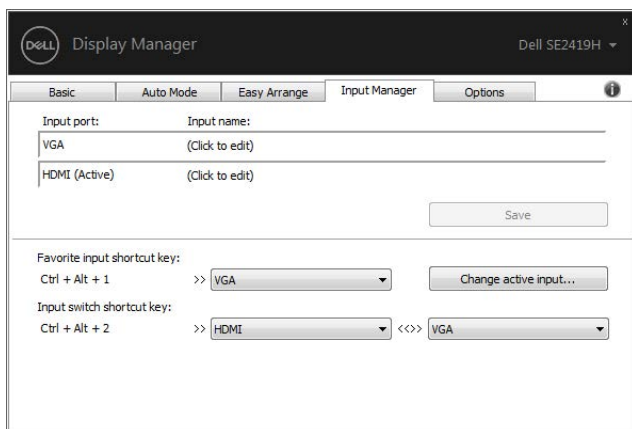 x
DELL Display Manager Dell SE2419H
Basic Auto Mode Easy Arrange Input Manager Options i
Input port: Input name:
VGA (Click to edit)
HDMI (Active) (Click to edit)
Save
Favorite input shortcut key:
Ctrl + Alt + 1 >> VGA Change active input...
Input switch shortcut key:
Ctrl + Alt + 2 >> HDMI <<>> VGA